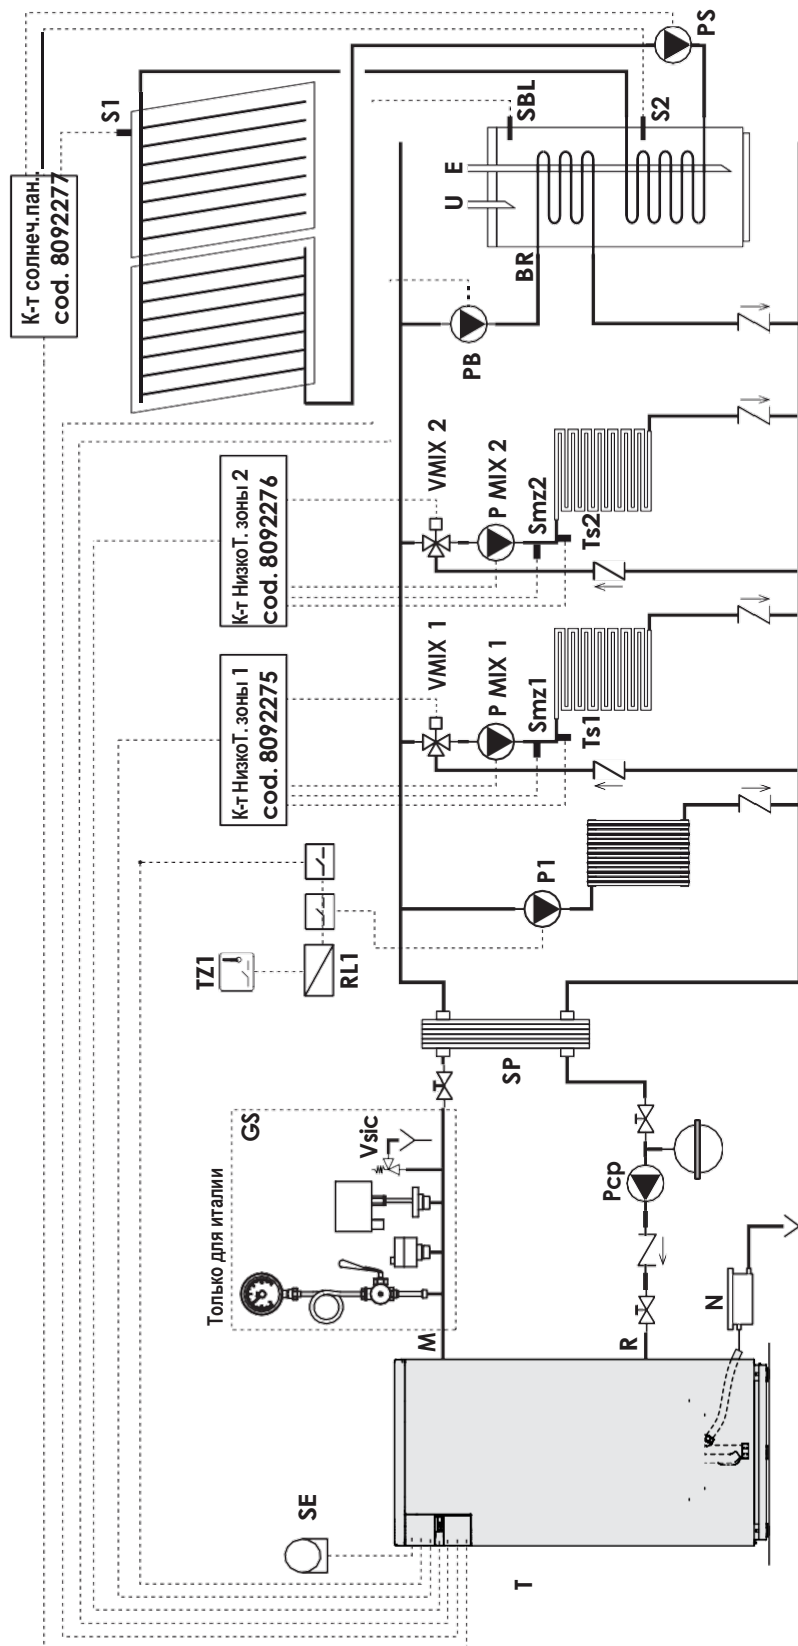 К-т солнеч.пан..
cod. 8092277
S1
PS
SBL
S2
E
U
BR
PB
К-т НизкоТ. зоны 2
cod. 8092276
VMIX 2
P MIX 2
Smz2
Ts2
К-т НизкоТ. зоны 1
cod. 8092275
VMIX 1
P MIX 1
Smz1
Ts1
TZ1
RL1
P1
SP
Только для италии
GS
Vsic
Pcp
M
R
N
SE
T